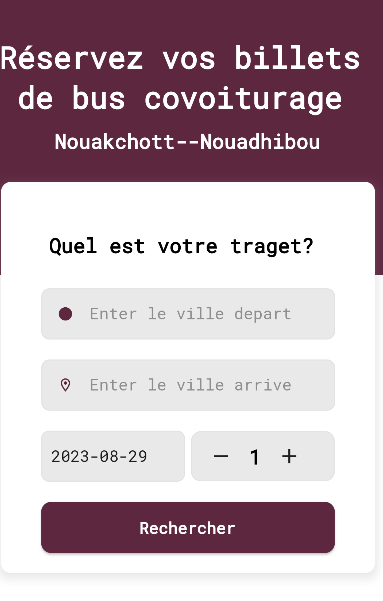 Réservez vos billets
de bus covoiturage
Nouakchott--Nouadhibou
Quel est votre traget?
Enter le ville depart
Enter le ville arrive
2023-08-29 − 1 +
Rechercher